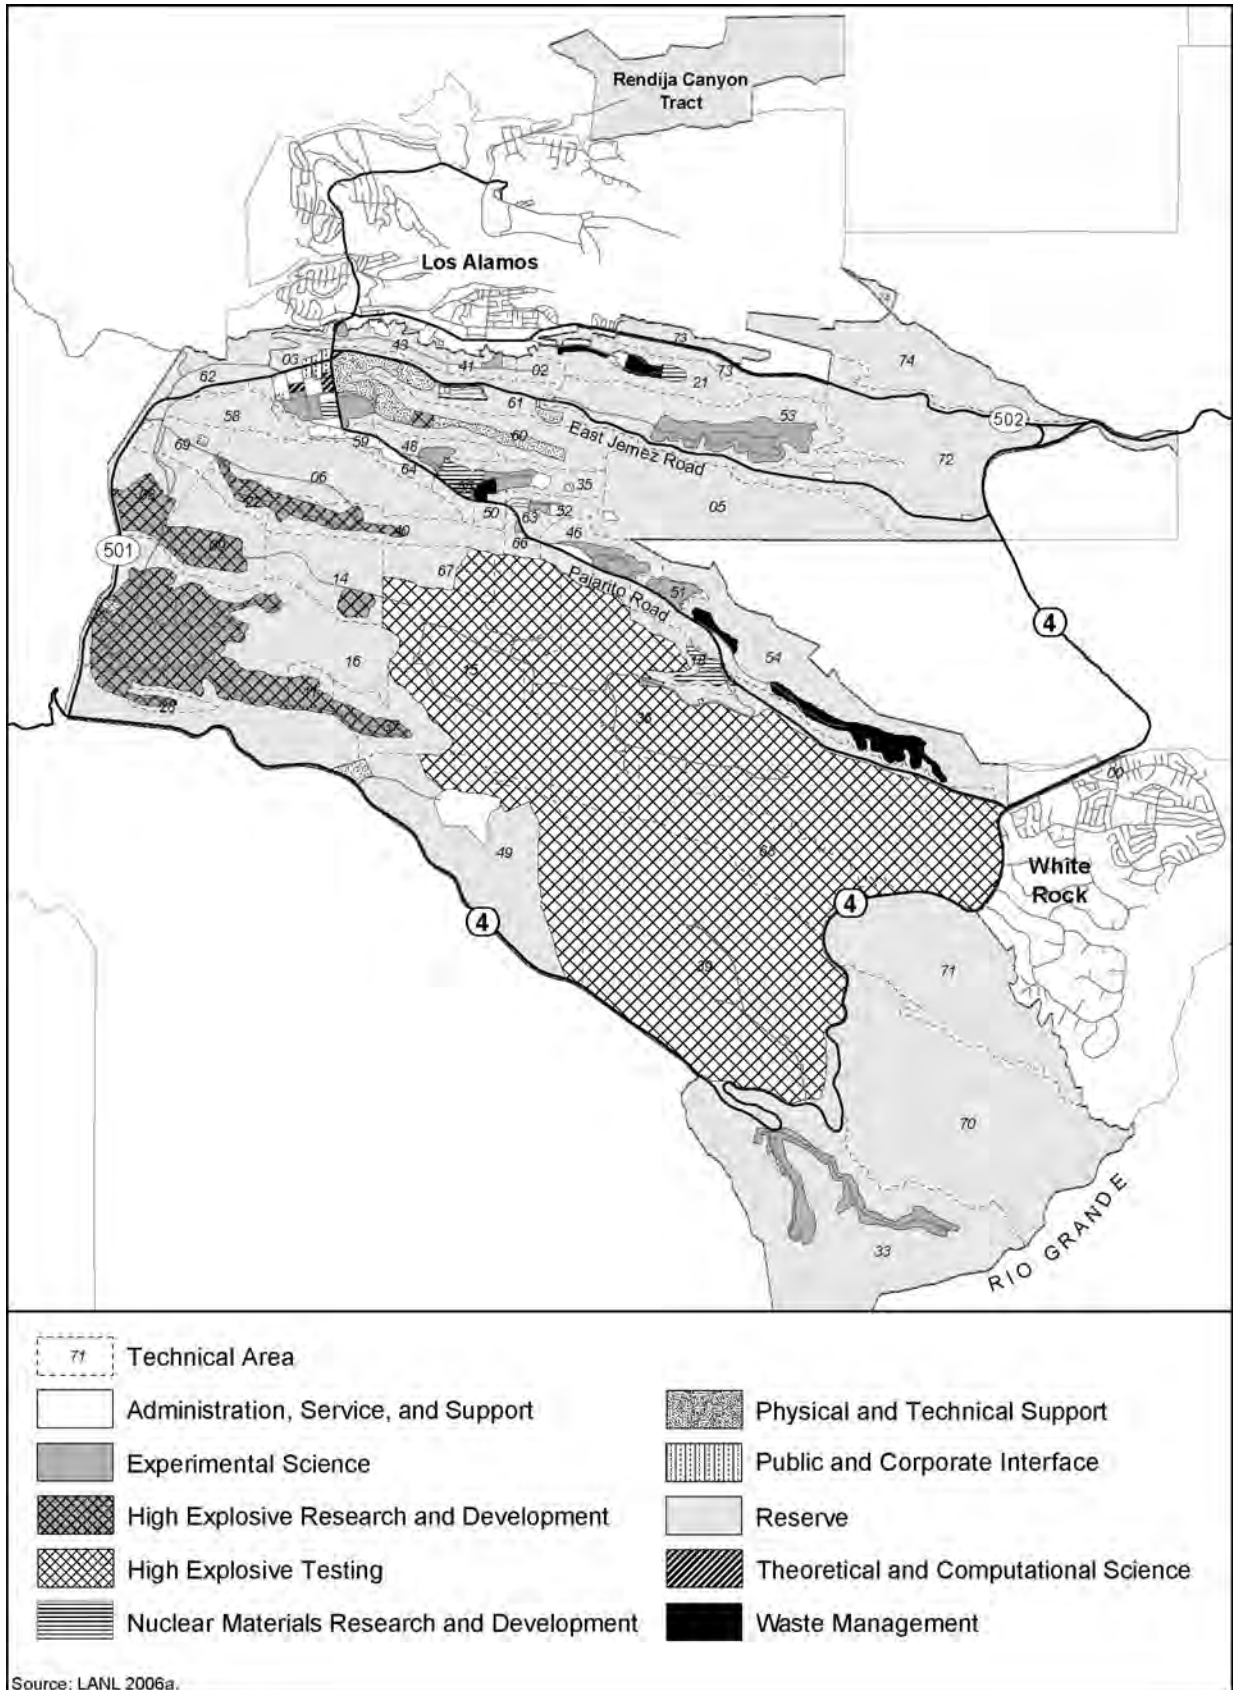 Rendija Canyon
Tract
Los Alamos
74
73
43
03
41
02
73
21
62
61
53
502
58
East Jemez Road
60
59
48
69
64
72
06
35
05
22
50
63
52
40
46
501
66
67
14
Pajarito Road
51
4
16
18
54
15
11
36
37
00
49
68
White
Rock
4
4
39
71
70
33
RIO GRANDE
71 Technical Area
Administration, Service, and Support
Physical and Technical Support
Experimental Science
Public and Corporate Interface
High Explosive Research and Development
Reserve
High Explosive Testing
Theoretical and Computational Science
Nuclear Materials Research and Development
Waste Management
Source: LANL 2006a.